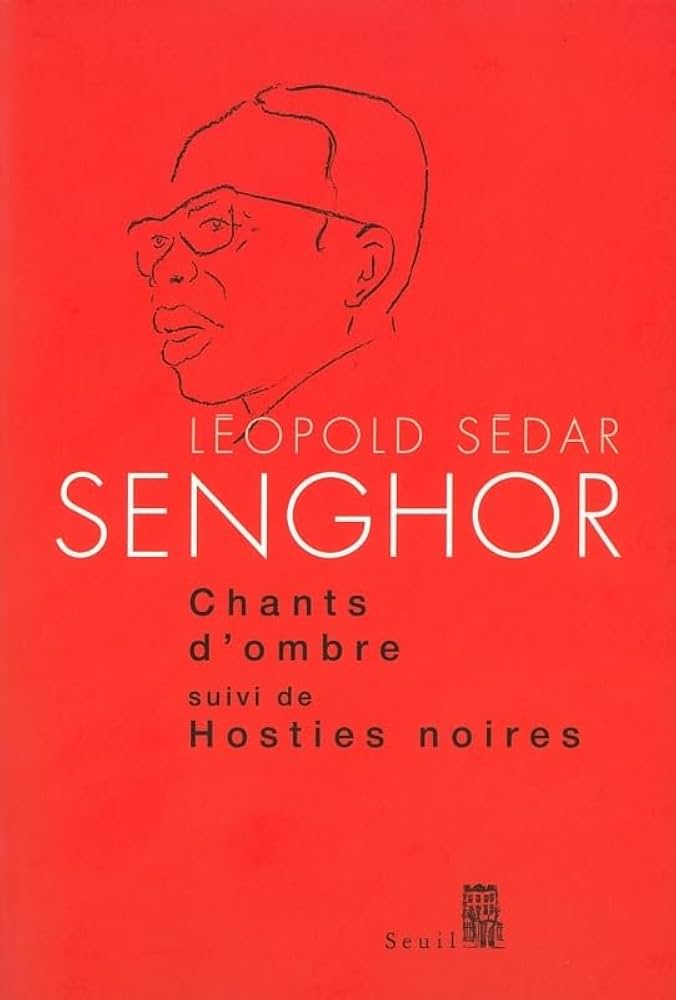 LÉOPOLD SÉDAR
SENGHOR
Chants
d’ombre
suivi de
Hosties noires
Seuil